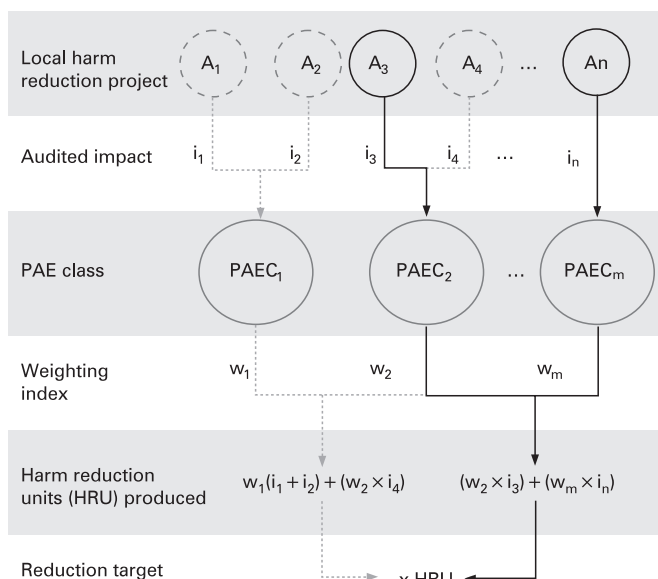 Local harm
reduction project
A₁ A₂ A₃ A₄ ... An
Audited impact
i₁ i₂ i₃ i₄ ... iₙ
PAE class
PAEC₁ PAEC₂ ... PAECₘ
Weighting
index
w₁ w₂ wₘ
Harm reduction
units (HRU) produced
w₁(i₁ + i₂) + (w₂ × i₄) (w₂ × i₃) + (wₘ × iₙ)
Reduction target
x HRU